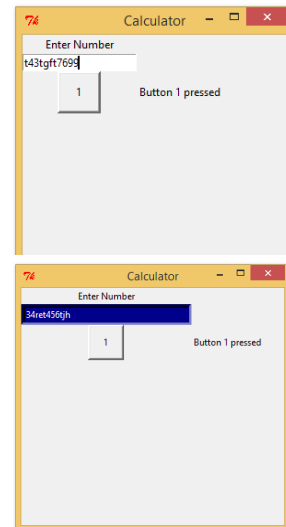 Calculator
Enter Number
t43tgft7699
1 Button 1 pressed
Calculator
Enter Number
34ret456tjh
1 Button 1 pressed